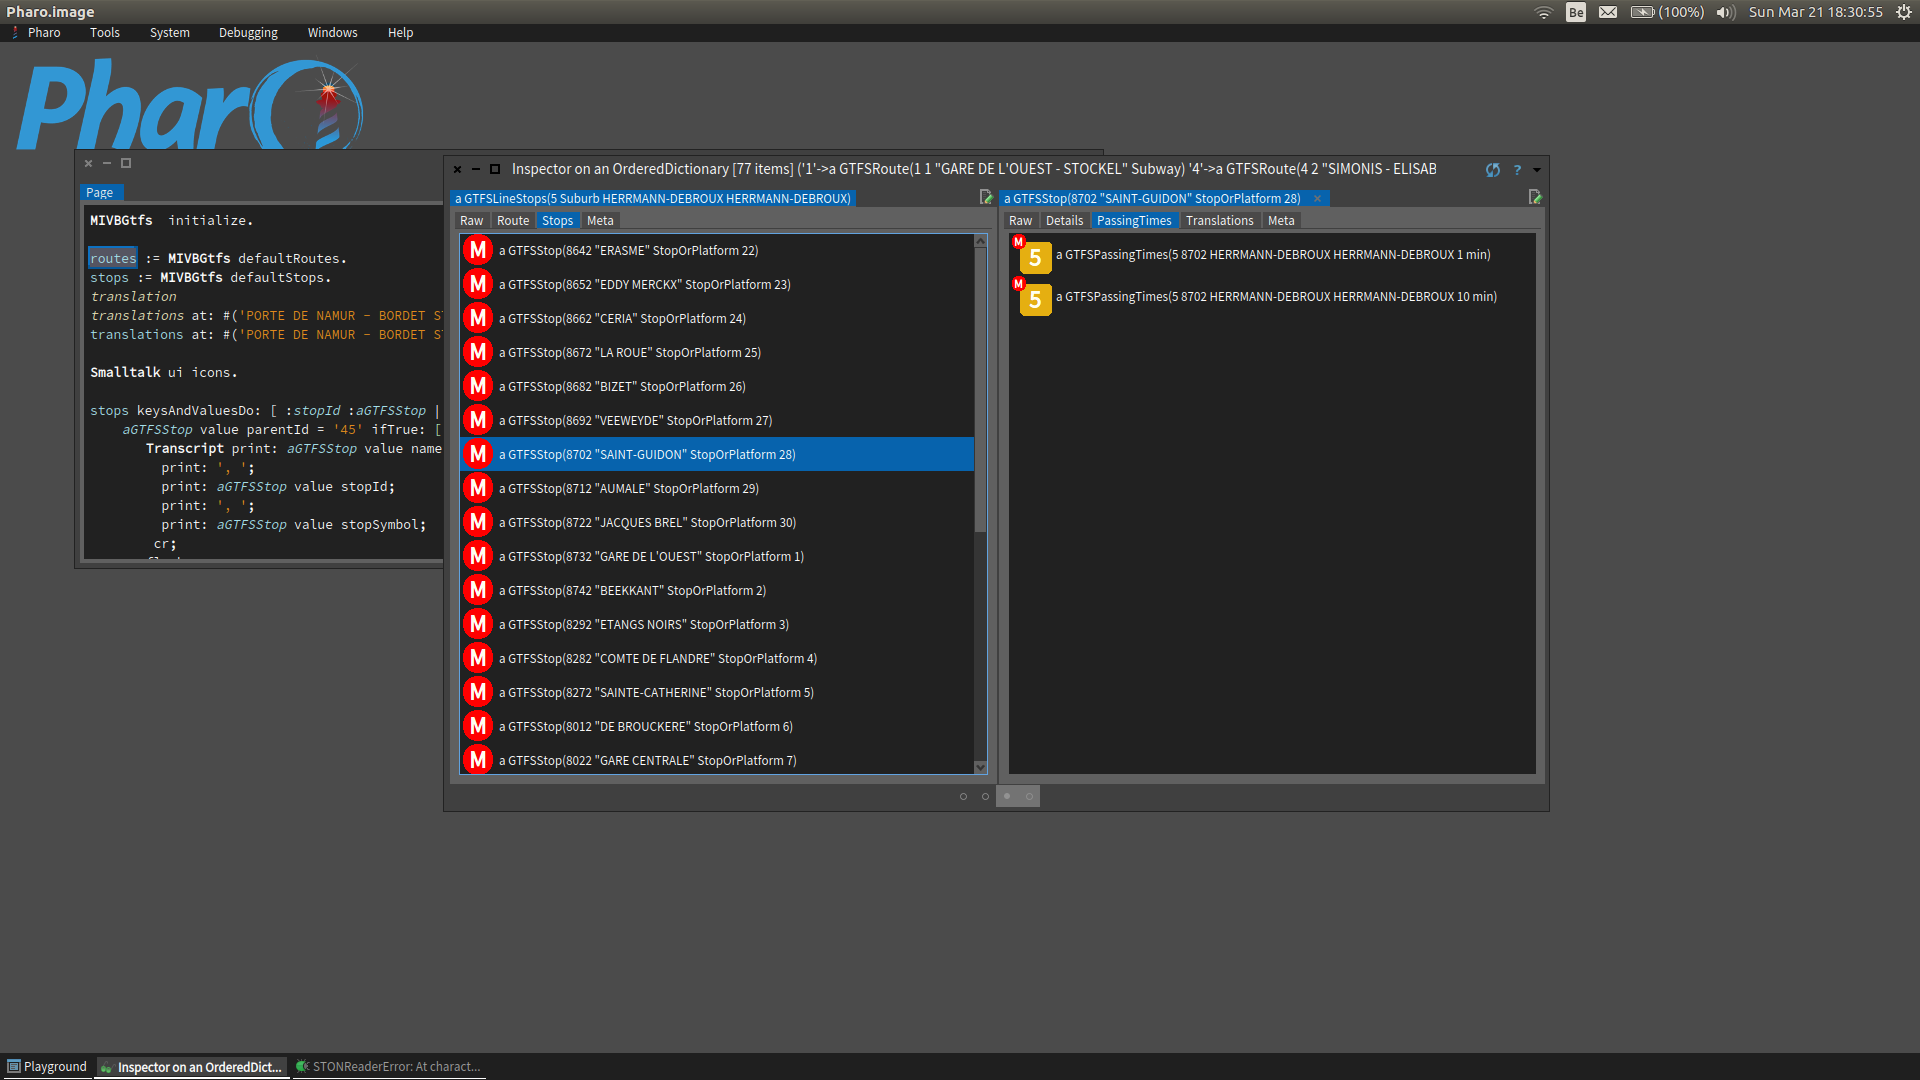 Pharo.image
Be
(100%)
Sun Mar 21 18:30:55
Pharo Tools System Debugging Windows Help
Pharo
Page
MIVBGtfs initialize.
routes := MIVBGtfs defaultRoutes.
stops := MIVBGtfs defaultStops.
translation
translations at: #('PORTE DE NAMUR - BORDET S
translations at: #('PORTE DE NAMUR - BORDET S
Smalltalk ui icons.
stops keysAndValuesDo: [ :stopId :aGTFSStop |
aGTFSStop value parentId = '45' ifTrue: [
Transcript print: aGTFSStop value name
print: ', ';
print: aGTFSStop value stopId;
print: ', ';
print: aGTFSStop value stopSymbol;
cr;
Inspector on an OrderedDictionary [77 items] ('1'->a GTFSRoute(1 1 "GARE DE L'OUEST - STOCKEL" Subway) '4'->a GTFSRoute(4 2 "SIMONIS - ELISAB
?
a GTFSLineStops(5 Suburb HERRMANN-DEBROUX HERRMANN-DEBROUX)
Raw Route Stops Meta
M a GTFSStop(8642 "ERASME" StopOrPlatform 22)
M a GTFSStop(8652 "EDDY MERCKX" StopOrPlatform 23)
M a GTFSStop(8662 "CERIA" StopOrPlatform 24)
M a GTFSStop(8672 "LA ROUE" StopOrPlatform 25)
M a GTFSStop(8682 "BIZET" StopOrPlatform 26)
M a GTFSStop(8692 "VEEWEYDE" StopOrPlatform 27)
M a GTFSStop(8702 "SAINT-GUIDON" StopOrPlatform 28)
M a GTFSStop(8712 "AUMALE" StopOrPlatform 29)
M a GTFSStop(8722 "JACQUES BREL" StopOrPlatform 30)
M a GTFSStop(8732 "GARE DE L'OUEST" StopOrPlatform 1)
M a GTFSStop(8742 "BEEKKANT" StopOrPlatform 2)
M a GTFSStop(8292 "ETANGS NOIRS" StopOrPlatform 3)
M a GTFSStop(8282 "COMTE DE FLANDRE" StopOrPlatform 4)
M a GTFSStop(8272 "SAINTE-CATHERINE" StopOrPlatform 5)
M a GTFSStop(8012 "DE BROUCKERE" StopOrPlatform 6)
M a GTFSStop(8022 "GARE CENTRALE" StopOrPlatform 7)
a GTFSStop(8702 "SAINT-GUIDON" StopOrPlatform 28)
Raw Details PassingTimes Translations Meta
M 5 a GTFSPassingTimes(5 8702 HERRMANN-DEBROUX HERRMANN-DEBROUX 1 min)
M 5 a GTFSPassingTimes(5 8702 HERRMANN-DEBROUX HERRMANN-DEBROUX 10 min)
Playground
Inspector on an OrderedDict...
STONReaderError: At charact...